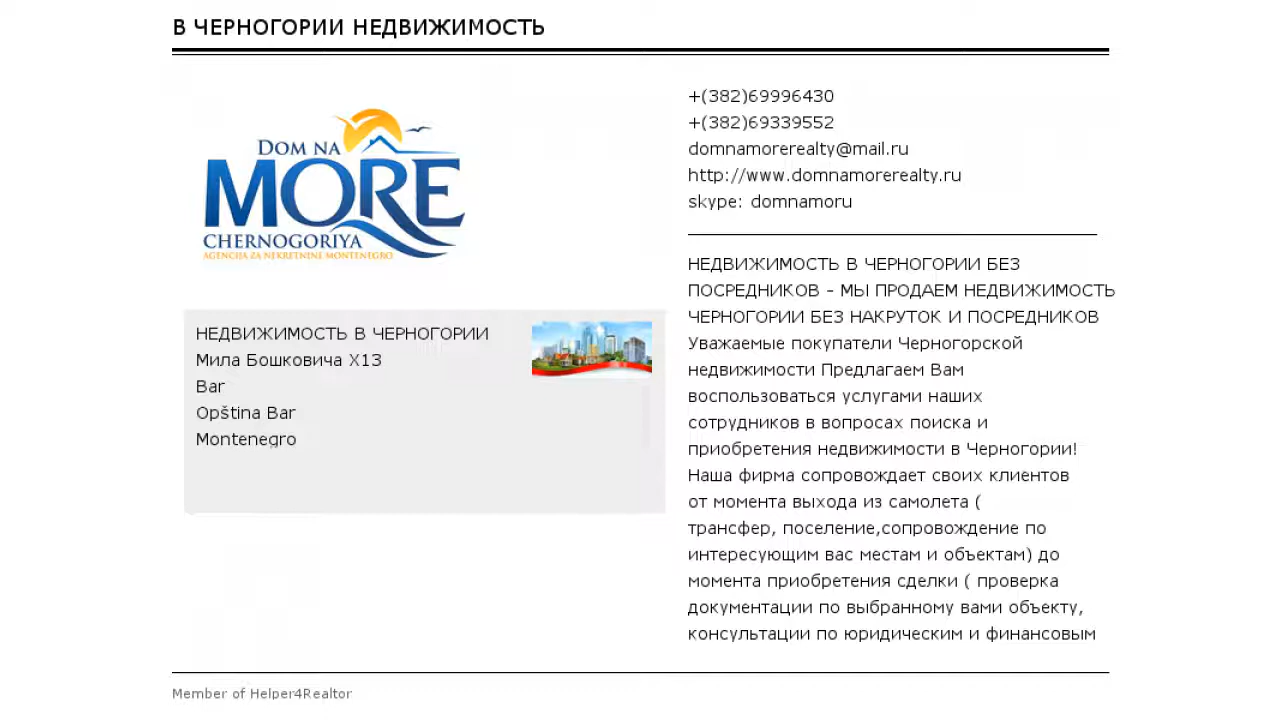 В ЧЕРНОГОРИИ НЕДВИЖИМОСТЬ
DOM NA
MORE
CHERNOGORIYA
AGENCIJA ZA NEKRETNINE MONTENEGRO
НЕДВИЖИМОСТЬ В ЧЕРНОГОРИИ
Мила Бошковича X13
Bar
Opština Bar
Montenegro
+(382)69996430
+(382)69339552
domnamorerealty@mail.ru
http://www.domnamorerealty.ru
skype: domnamoru
НЕДВИЖИМОСТЬ В ЧЕРНОГОРИИ БЕЗ
ПОСРЕДНИКОВ - МЫ ПРОДАЕМ НЕДВИЖИМОСТЬ
ЧЕРНОГОРИИ БЕЗ НАКРУТОК И ПОСРЕДНИКОВ
Уважаемые покупатели Черногорской
недвижимости Предлагаем Вам
воспользоваться услугами наших
сотрудников в вопросах поиска и
приобретения недвижимости в Черногории!
Наша фирма сопровождает своих клиентов
от момента выхода из самолета (
трансфер, поселение,сопровождение по
интересующим вас местам и объектам) до
момента приобретения сделки ( проверка
документации по выбранному вами объекту,
консультации по юридическим и финансовым
Member of Helper4Realtor